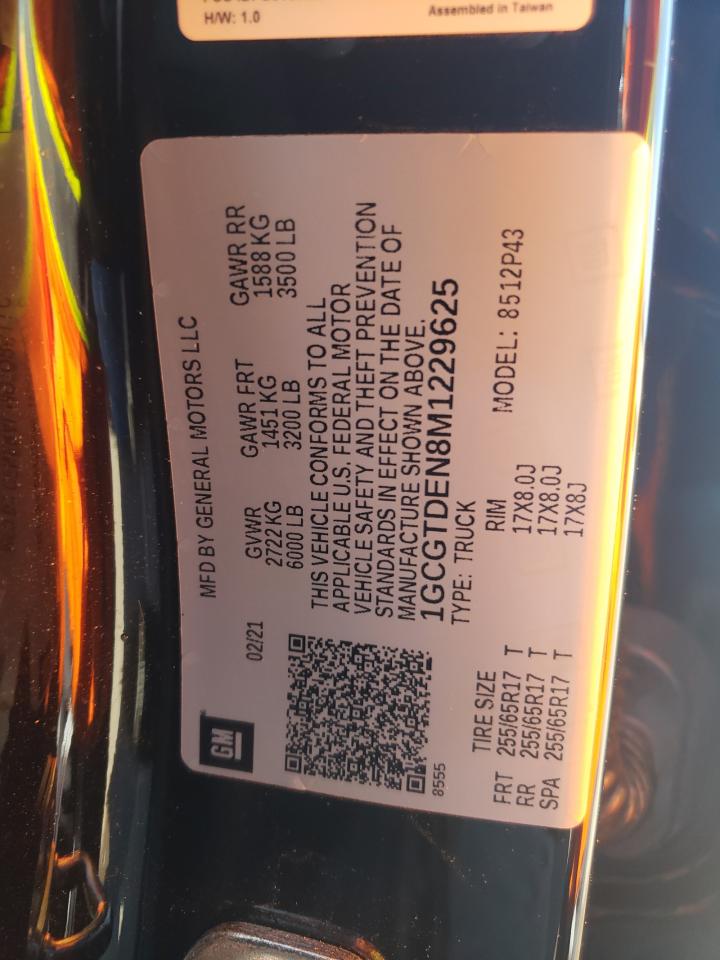 H/W: 1.0
Assembled in Taiwan
MFD BY GENERAL MOTORS LLC
GM
02/21
GVWR GAWR FRT GAWR RR
2722 KG 1451 KG 1588 KG
6000 LB 3200 LB 3500 LB
THIS VEHICLE CONFORMS TO ALL
APPLICABLE U.S. FEDERAL MOTOR
VEHICLE SAFETY AND THEFT PREVENTION
STANDARDS IN EFFECT ON THE DATE OF
MANUFACTURE SHOWN ABOVE.
1GCGTDEN8M1229625
8555
TYPE: TRUCK
MODEL: 8512P43
TIRE SIZE RIM
FRT 255/65R17 T 17X8.0J
RR 255/65R17 T 17X8.0J
SPA 255/65R17 T 17X8J